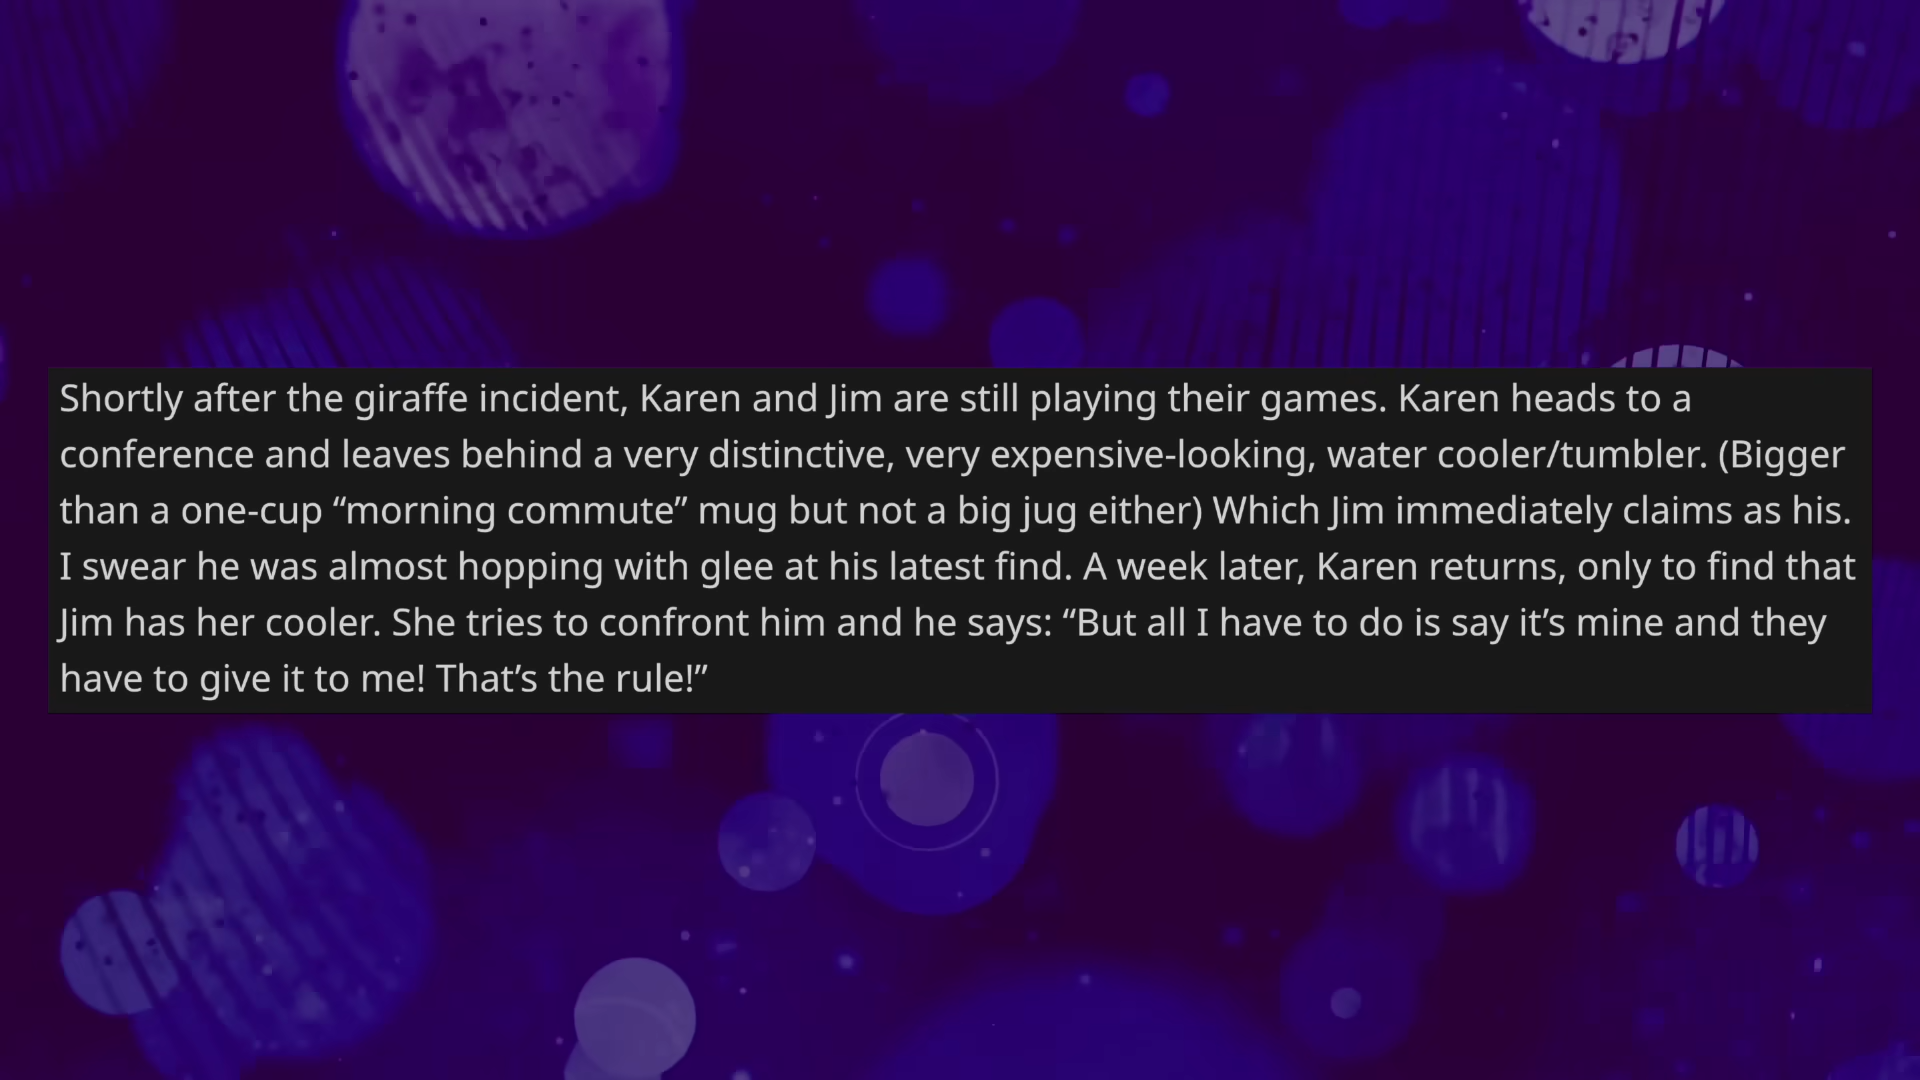 Shortly after the giraffe incident, Karen and Jim are still playing their games. Karen heads to a
conference and leaves behind a very distinctive, very expensive-looking, water cooler/tumbler. (Bigger
than a one-cup “morning commute” mug but not a big jug either) Which Jim immediately claims as his.
I swear he was almost hopping with glee at his latest find. A week later, Karen returns, only to find that
Jim has her cooler. She tries to confront him and he says: “But all I have to do is say it’s mine and they
have to give it to me! That’s the rule!”